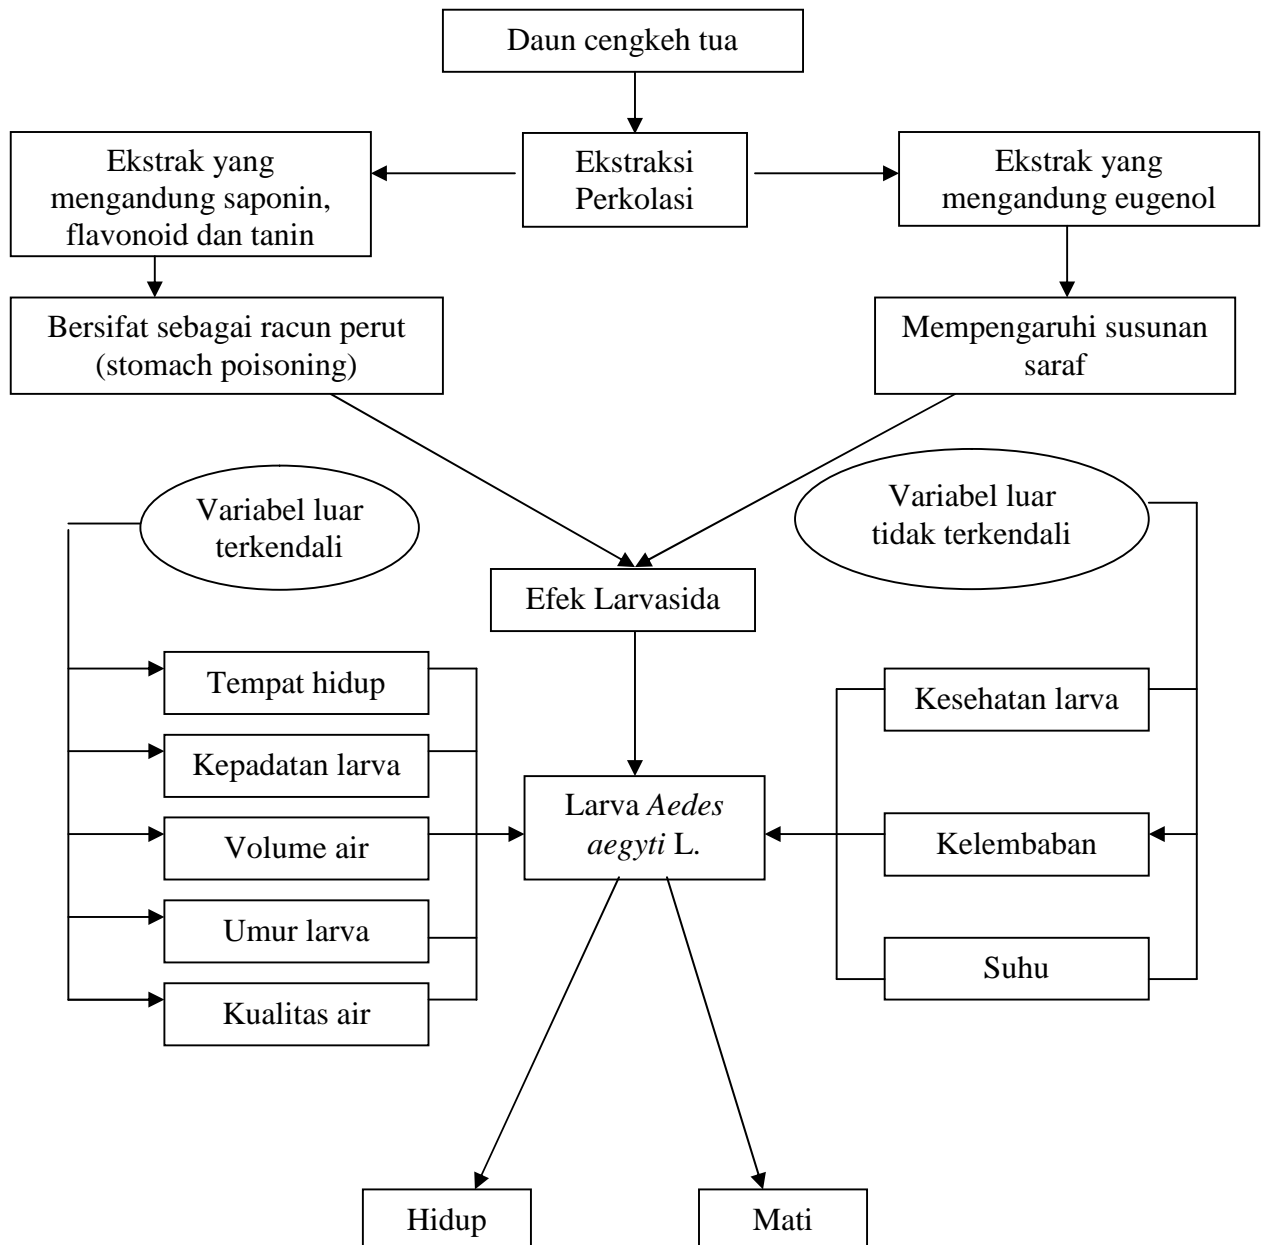 Daun cengkeh tua
Ekstrak yang
mengandung saponin,
flavonoid dan tanin
Ekstraksi
Perkolasi
Ekstrak yang
mengandung eugenol
Bersifat sebagai racun perut
(stomach poisoning)
Mempengaruhi susunan
saraf
Variabel luar
terkendali
Variabel luar
tidak terkendali
Efek Larvasida
Tempat hidup
Kepadatan larva
Volume air
Umur larva
Kualitas air
Larva Aedes
aegyti L.
Kesehatan larva
Kelembaban
Suhu
Hidup
Mati